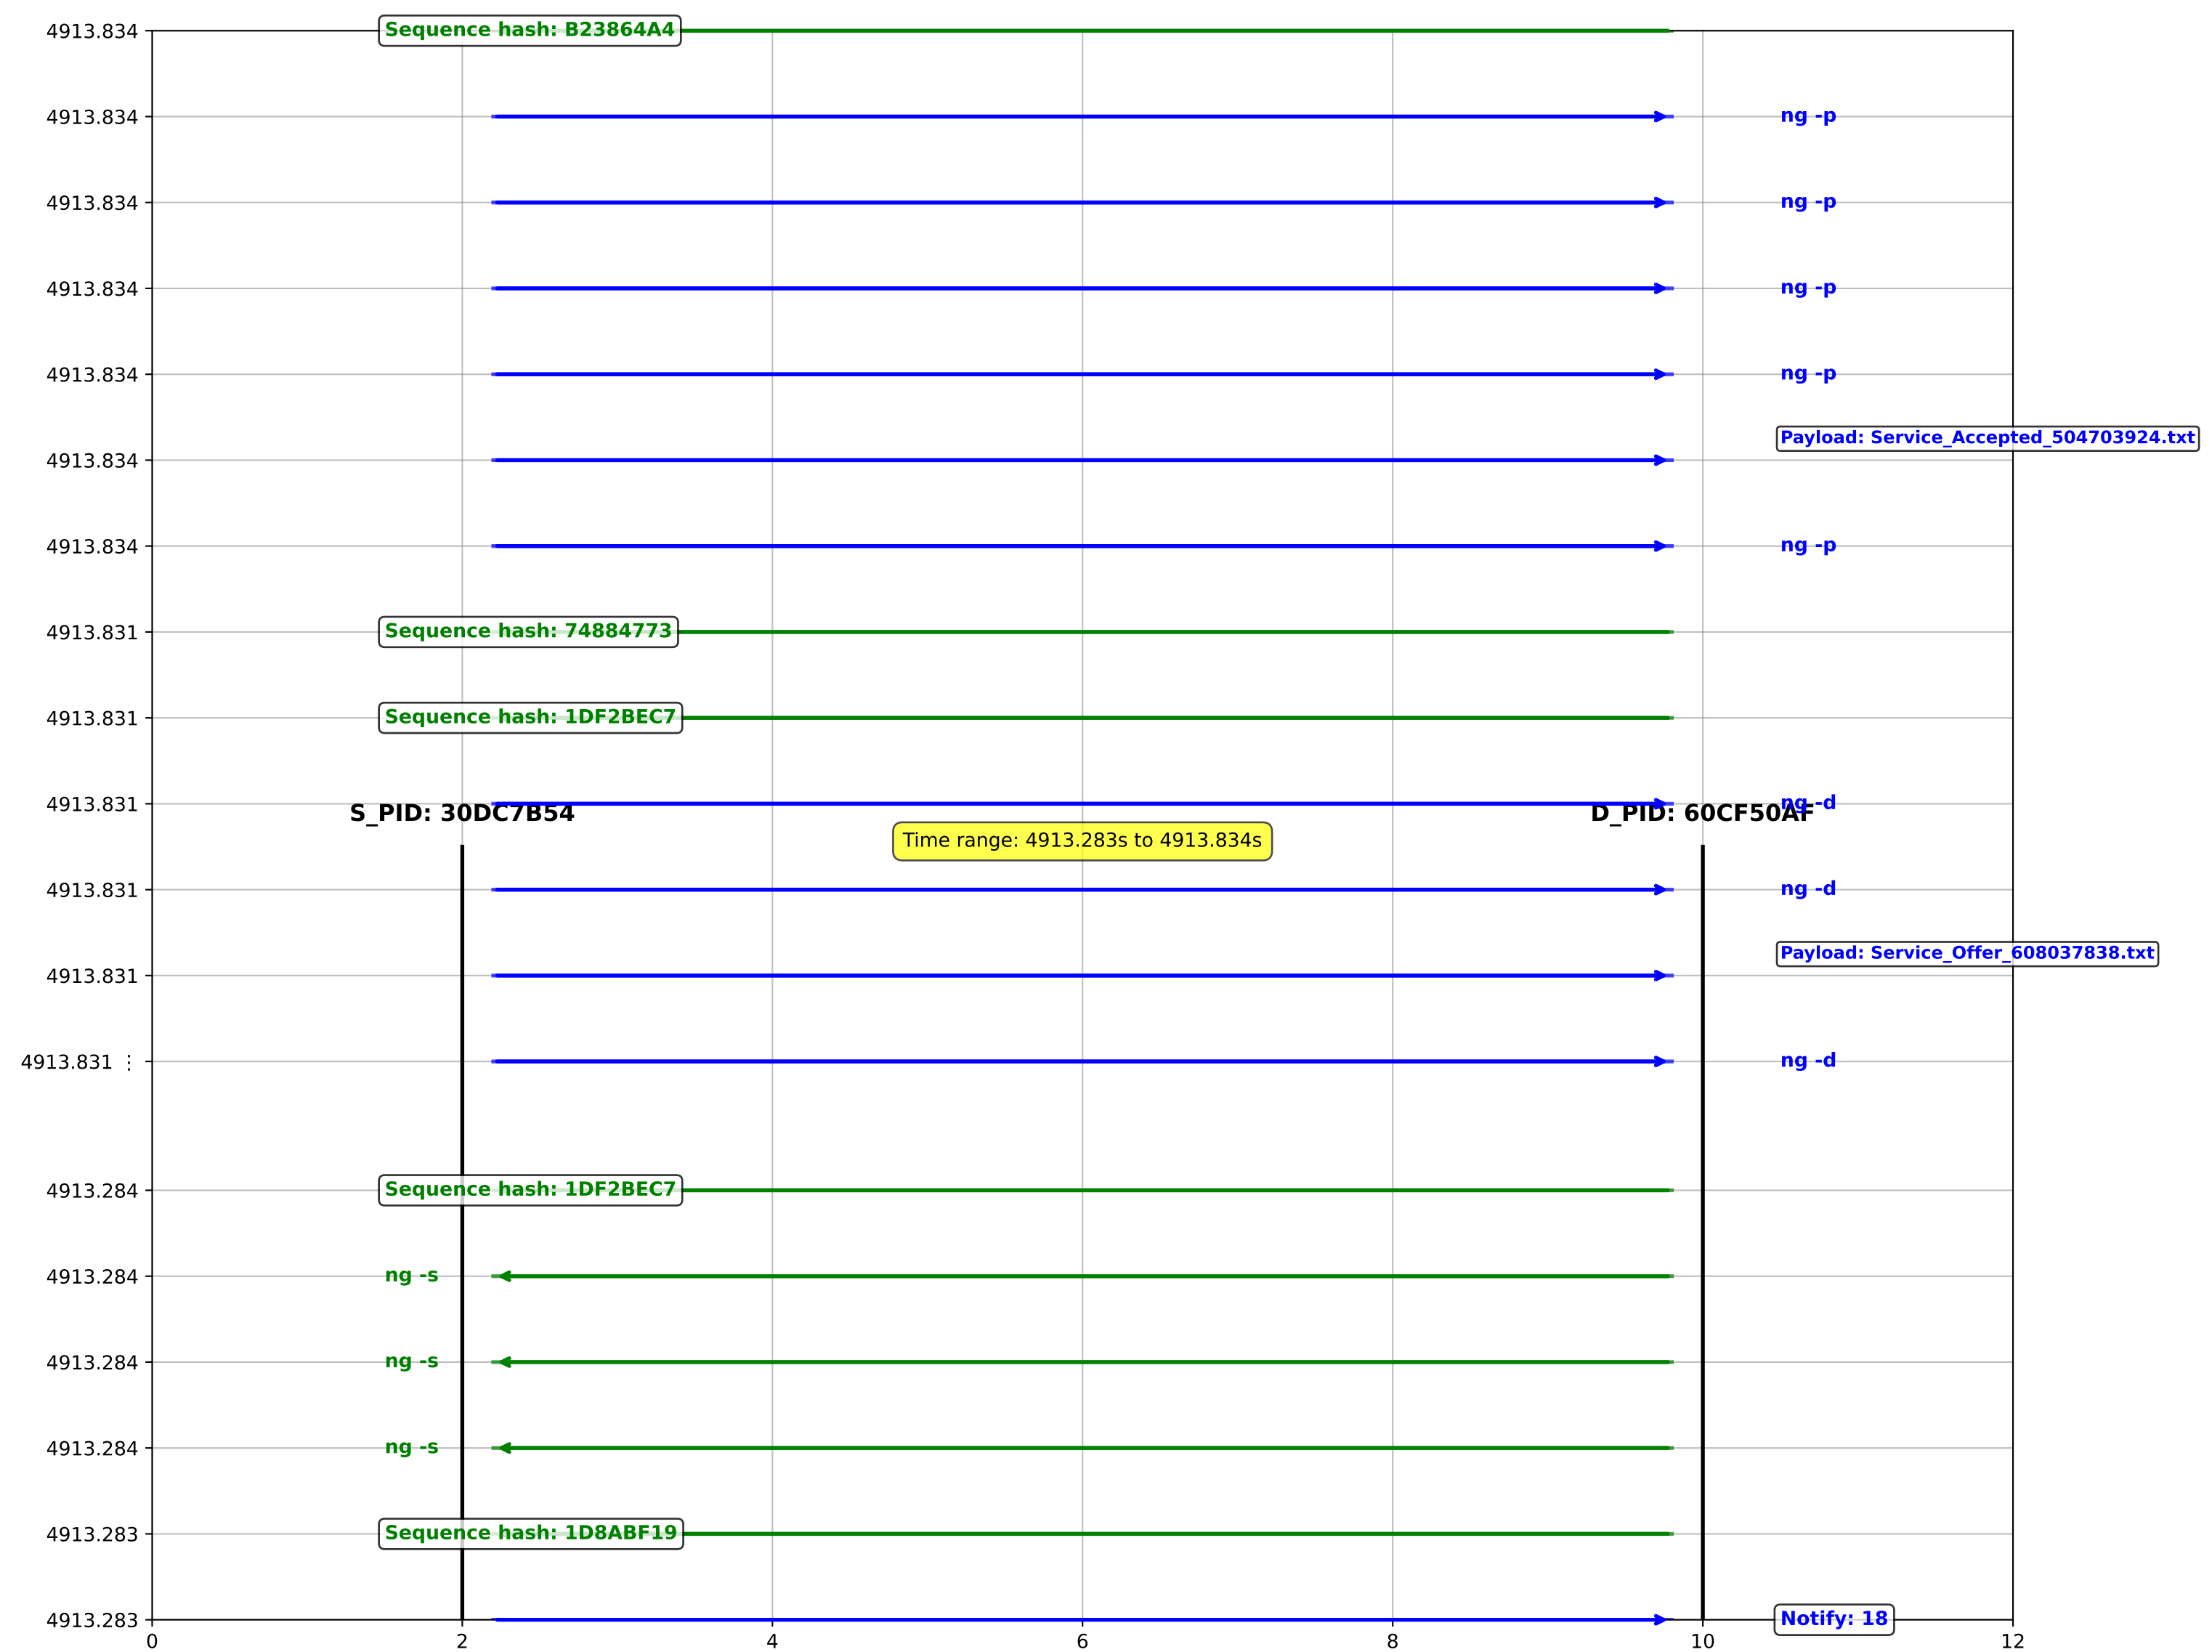 4913.834 Sequence hash: B23864A4
4913.834 ng -p
4913.834 ng -p
4913.834 ng -p
4913.834 ng -p
Payload: Service_Accepted_504703924.txt
4913.834
4913.834 ng -p
4913.831 Sequence hash: 74884773
4913.831 Sequence hash: 1DF2BEC7
4913.831 ng -d
S_PID: 30DC7B54 D_PID: 60CF50AF
Time range: 4913.283s to 4913.834s
4913.831 ng -d
Payload: Service_Offer_608037838.txt
4913.831
4913.831 ⋮ ng -d
4913.284 Sequence hash: 1DF2BEC7
4913.284 ng -s
4913.284 ng -s
4913.284 ng -s
4913.283 Sequence hash: 1D8ABF19
4913.283 Notify: 18
0 2 4 6 8 10 12